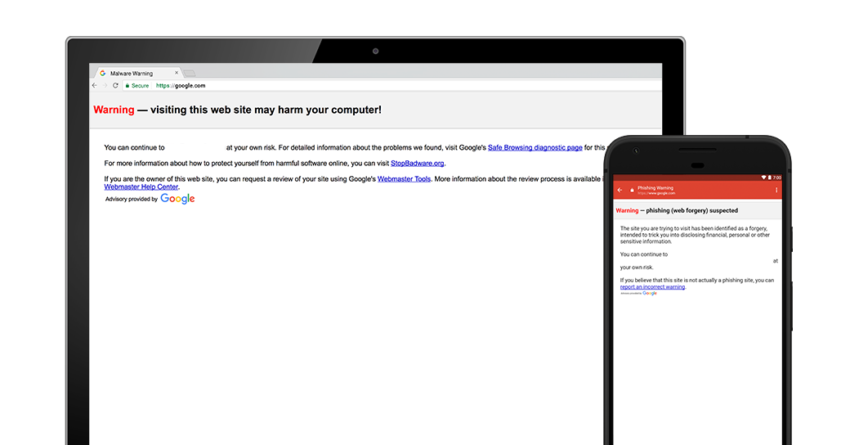 Malware Warning
Secure https://google.com
Warning — visiting this web site may harm your computer!
You can continue to at your own risk. For detailed information about the problems we found, visit Google's Safe Browsing diagnostic page for this
For more information about how to protect yourself from harmful software online, you can visit StopBadware.org.
If you are the owner of this web site, you can request a review of your site using Google's Webmaster Tools. More information about the review process is available
Webmaster Help Center.
Advisory provided by Google
7:00
Phishing Warning
https://www.google.com
Warning — phishing (web forgery) suspected
The site you are trying to visit has been identified as a forgery,
intended to trick you into disclosing financial, personal or other
sensitive information.
You can continue to
at
your own risk.
If you believe that this site is not actually a phishing site, you can
report an incorrect warning.
Advisory provided by Google